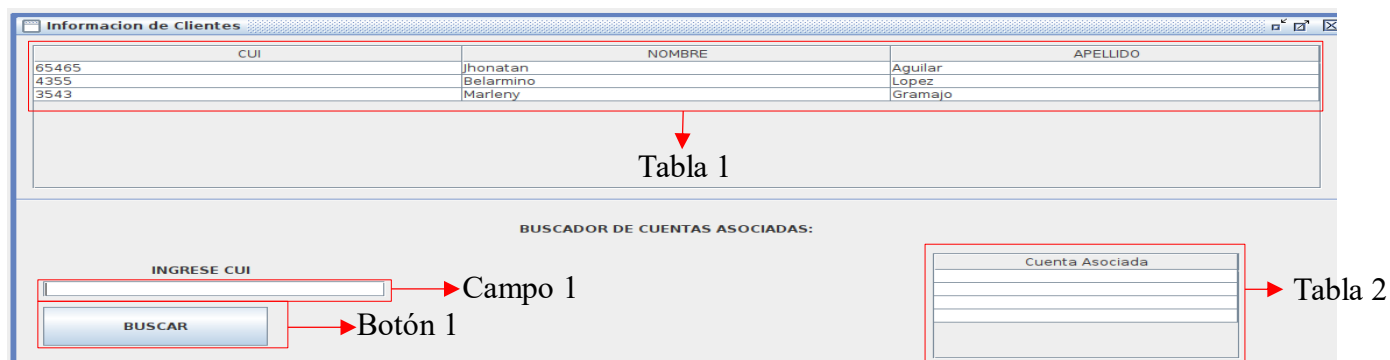 Informacion de Clientes
CUI NOMBRE APELLIDO
65465 Jhonatan Aguilar
4355 Belarmino Lopez
3543 Marleny Gramajo
Tabla 1
BUSCADOR DE CUENTAS ASOCIADAS:
INGRESE CUI
Campo 1
BUSCAR
Botón 1
Cuenta Asociada
Tabla 2